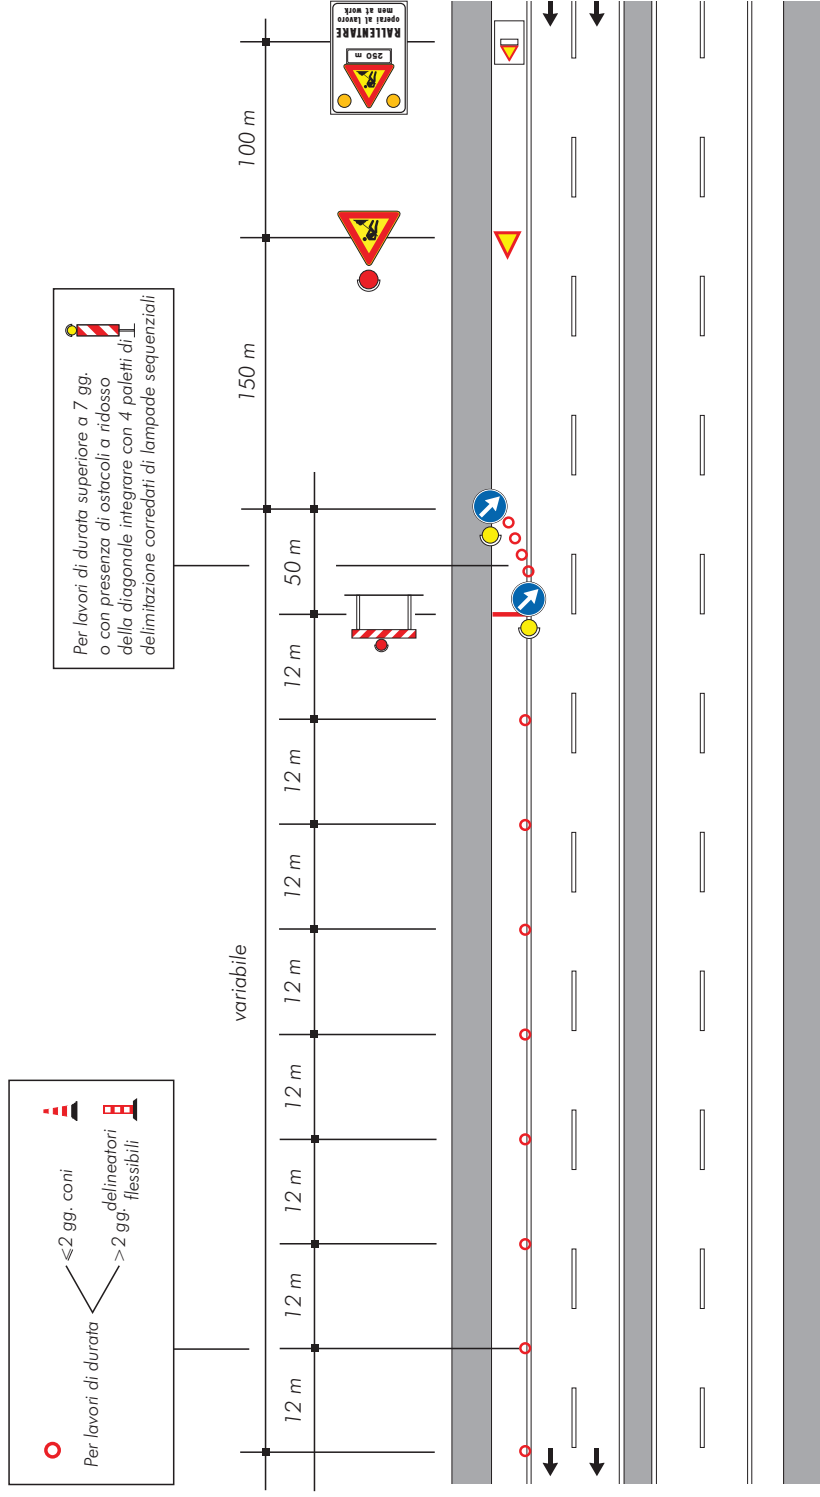 RALLENTARE
operai al lavoro
men at work
250 m
100 m
150 m
Per lavori di durata superiore a 7 gg.
o con presenza di ostacoli a ridosso
della diagonale integrare con 4 paletti di
delimitazione corredati di lampade sequenziali
50 m
12 m
12 m
12 m
12 m
12 m
12 m
12 m
12 m
variabile
Per lavori di durata
⩽2 gg. coni
>2 gg. delineatori
flessibili